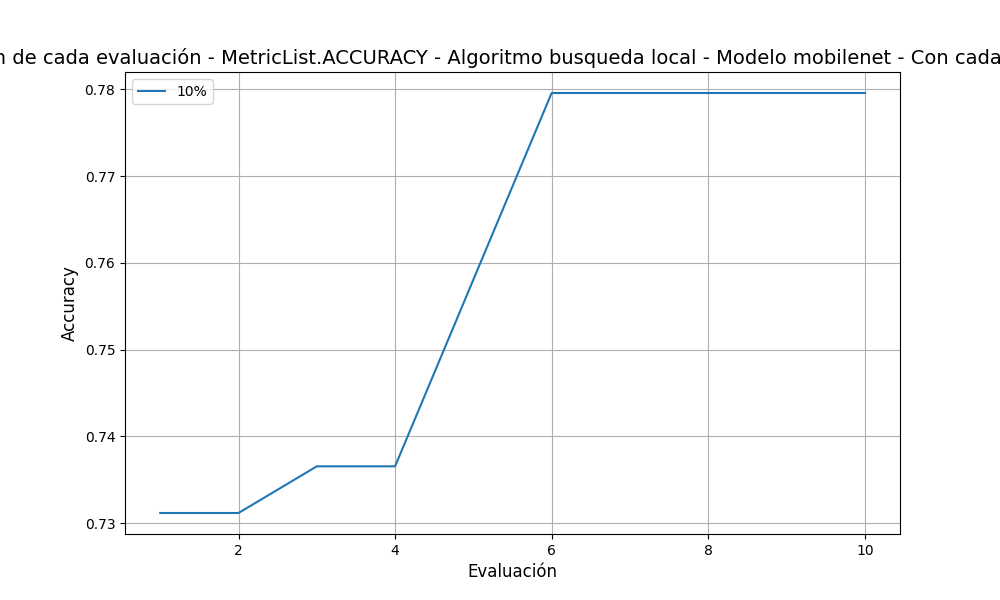 de cada evaluación - MetricList.ACCURACY - Algoritmo busqueda local - Modelo mobilenet - Con cada
10%
0.78
0.77
0.76
0.75
0.74
0.73
Accuracy
2 4 6 8 10
Evaluación